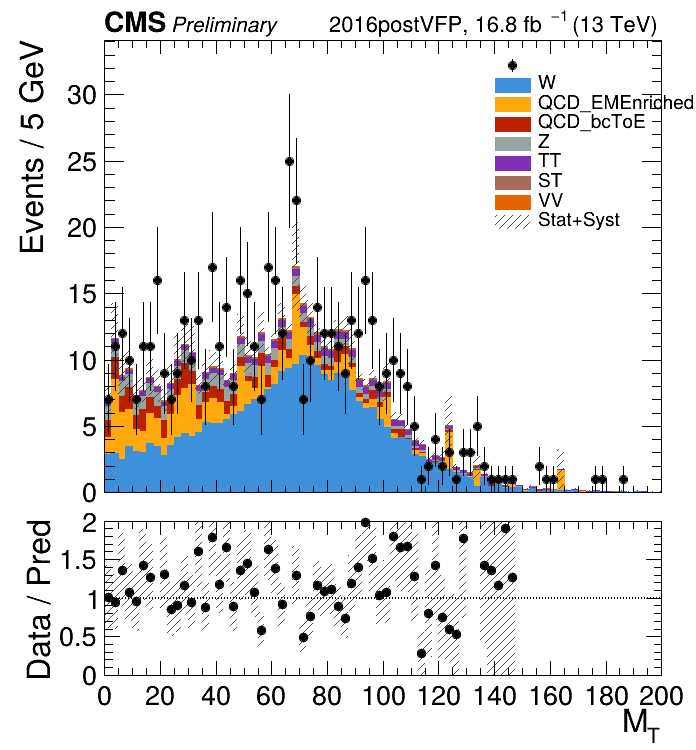 CMS Preliminary 2016postVFP, 16.8 fb ⁻¹ (13 TeV)
Events / 5 GeV
30
25
20
15
10
5
0
W
QCD_EMEnriched
QCD_bcToE
Z
TT
ST
VV
Stat+Syst
Data / Pred
2
1.5
1
0.5
0
0 20 40 60 80 100 120 140 160 180 200
M_T